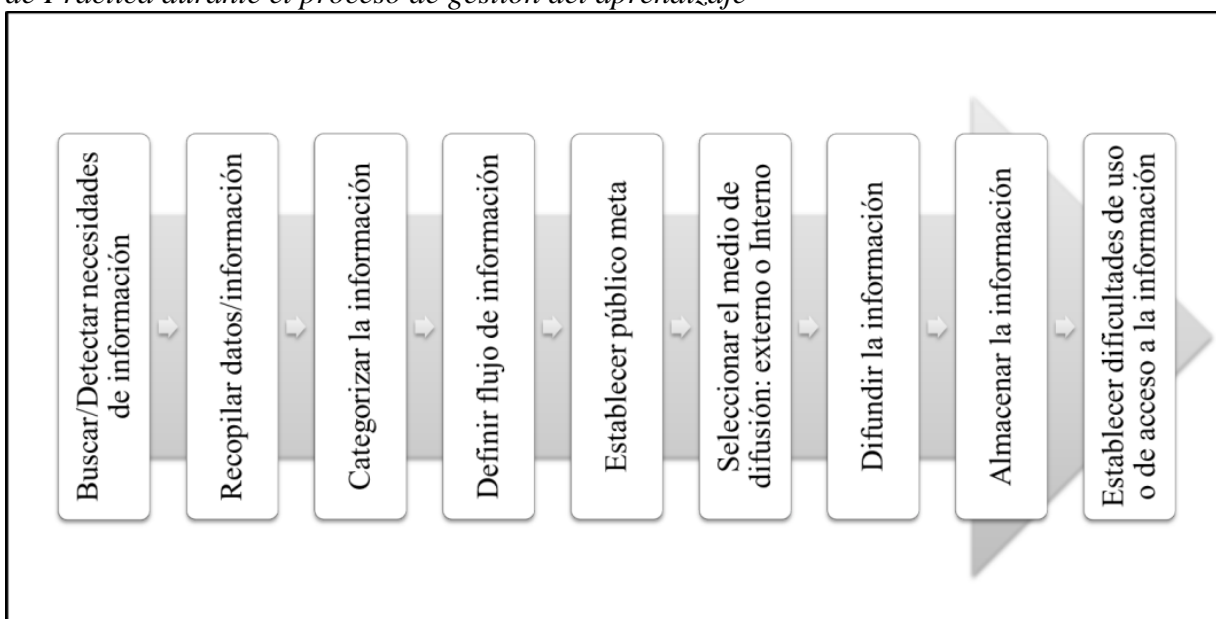 de Práctica durante el proceso de gestión del aprendizaje
Buscar/Detectar necesidades
de información
Recopilar datos/información
Categorizar la información
Definir flujo de información
Establecer público meta
Seleccionar el medio de
difusión: externo o Interno
Difundir la información
Almacenar la información
Establecer dificultades de uso
o de acceso a la información